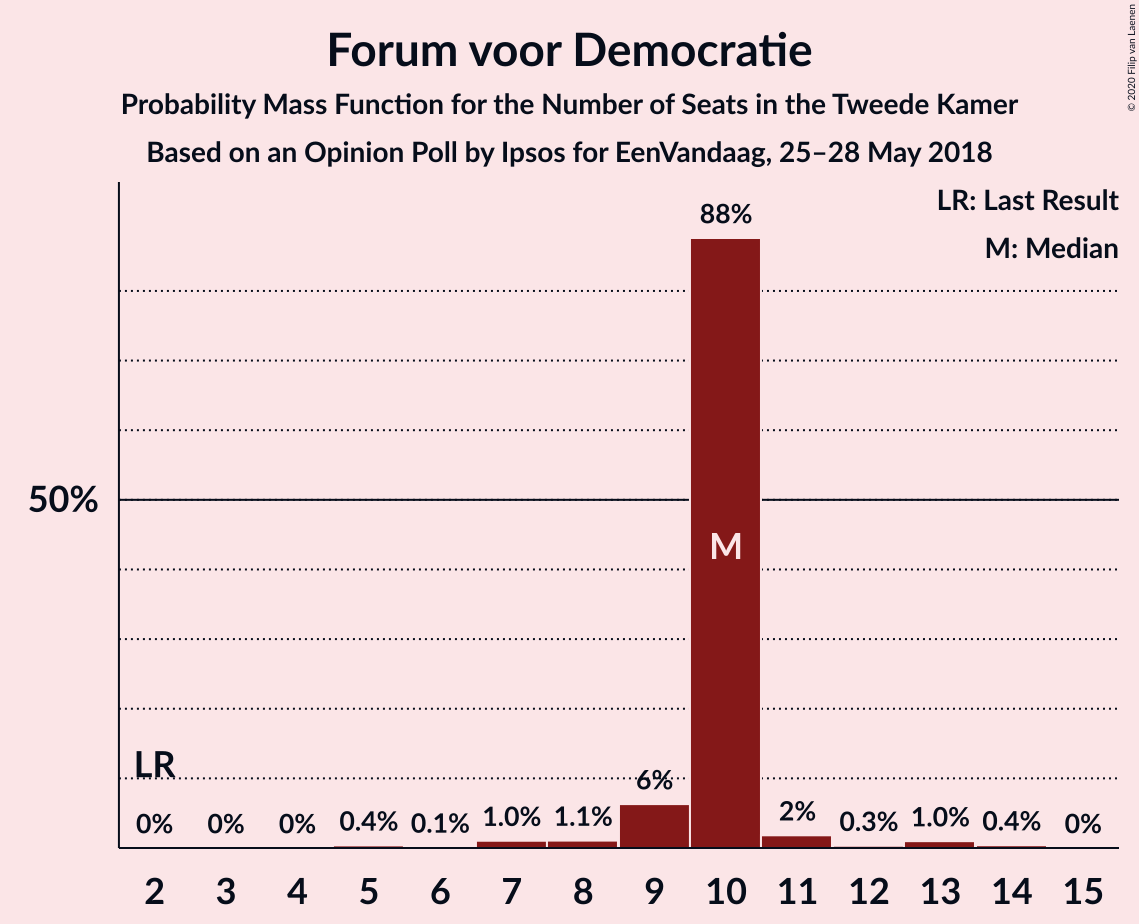 Forum voor Democratie
Probability Mass Function for the Number of Seats in the Tweede Kamer
Based on an Opinion Poll by Ipsos for EenVandaag, 25–28 May 2018
© 2020 Filip van Laenen
LR: Last Result
M: Median
88%
50%
M
LR
0% 0% 0% 0.4% 0.1% 1.0% 1.1% 6% 2% 0.3% 1.0% 0.4% 0%
2 3 4 5 6 7 8 9 10 11 12 13 14 15